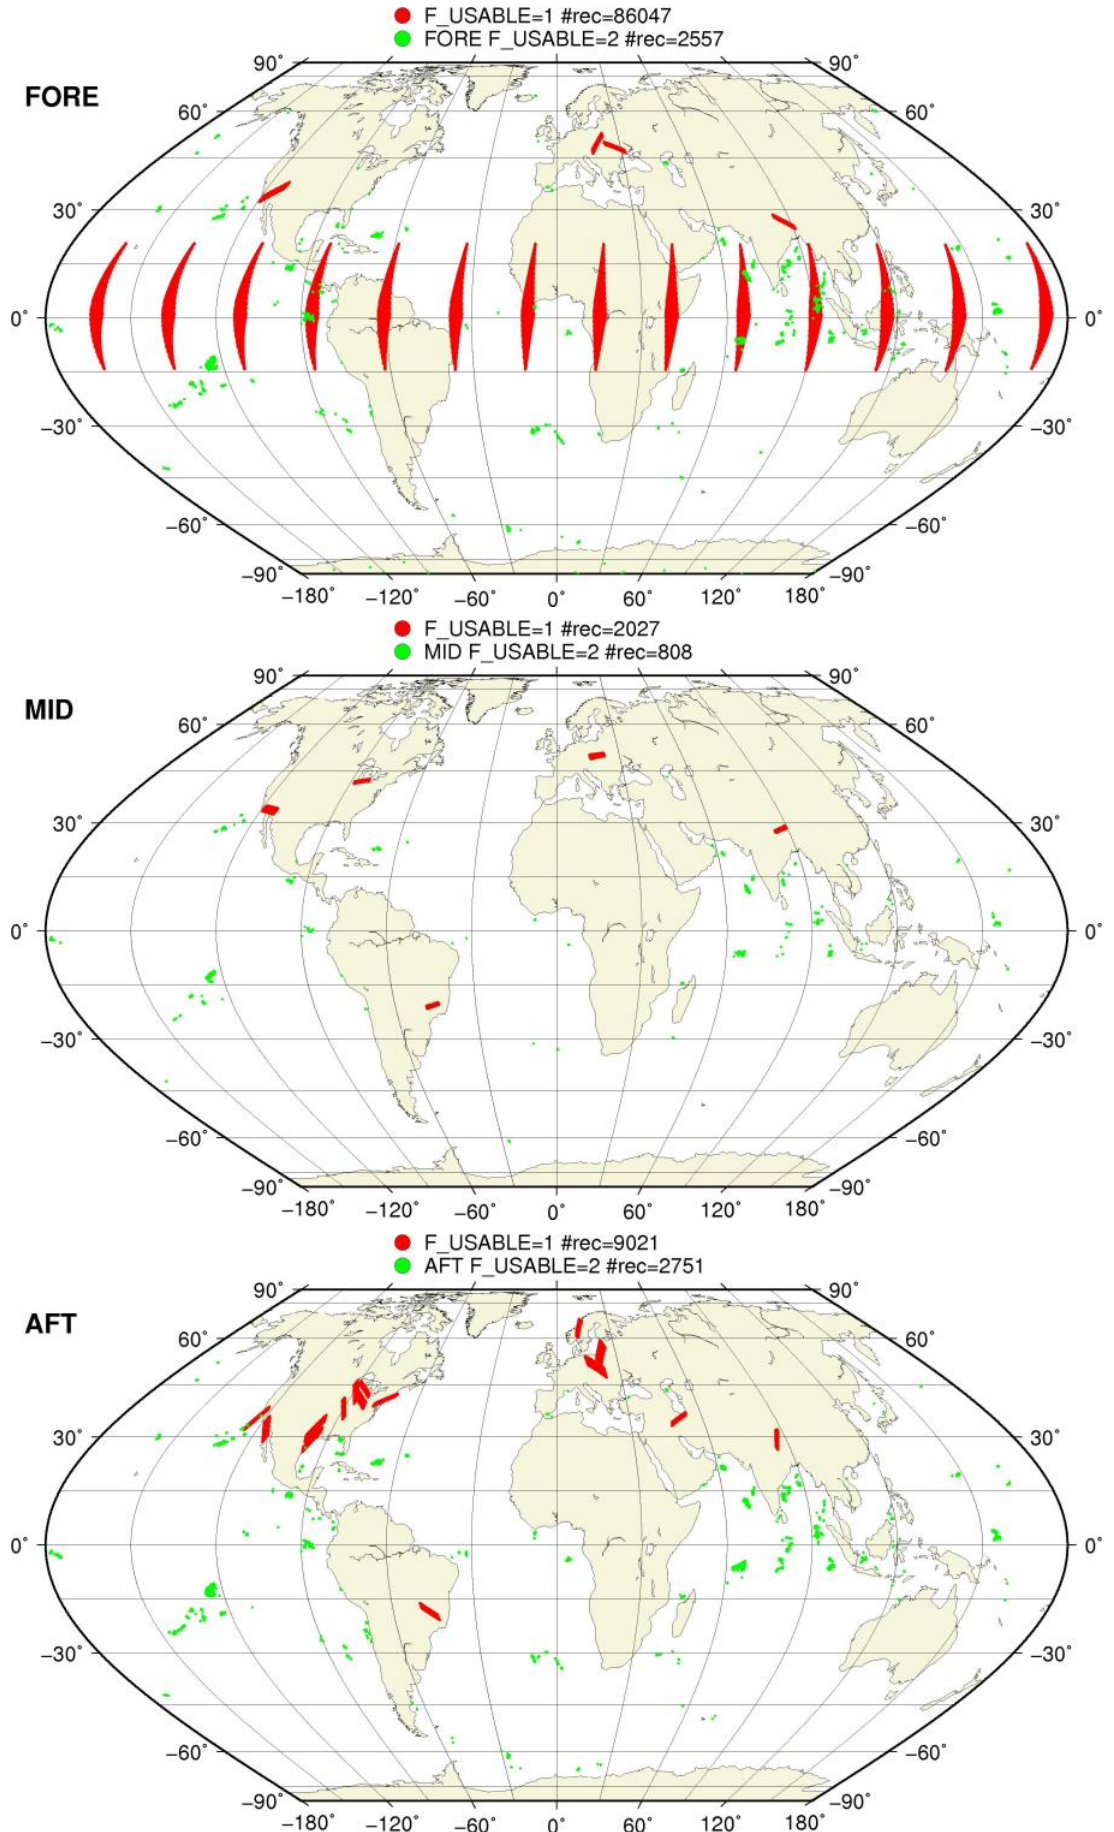 F_USABLE=1 #rec=86047
FORE F_USABLE=2 #rec=2557
FORE
90° 90°
60° 60°
30° 30°
0° 0°
−30° −30°
−60° −60°
−90° −90°
−180° −120° −60° 0° 60° 120° 180°
F_USABLE=1 #rec=2027
MID F_USABLE=2 #rec=808
MID
90° 90°
60° 60°
30° 30°
0° 0°
−30° −30°
−60° −60°
−90° −90°
−180° −120° −60° 0° 60° 120° 180°
F_USABLE=1 #rec=9021
AFT F_USABLE=2 #rec=2751
AFT
90° 90°
60° 60°
30° 30°
0° 0°
−30° −30°
−60° −60°
−90° −90°
−180° −120° −60° 0° 60° 120° 180°